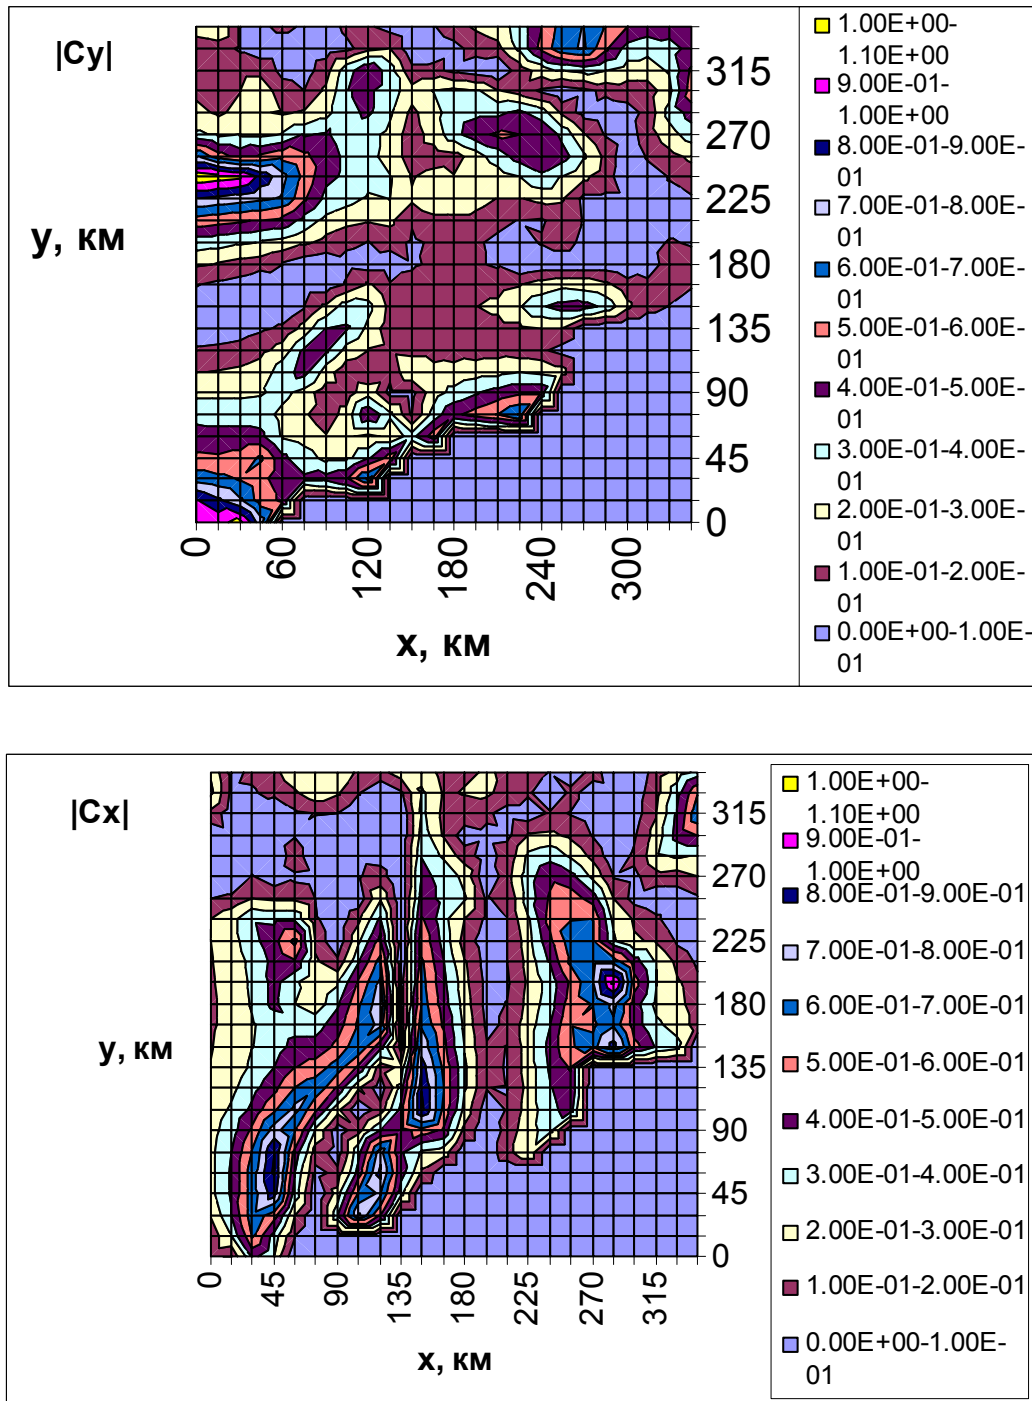 |Cy|
y, км
315
270
225
180
135
90
45
0
0
60
120
180
240
300
x, км
1.00E+00-
1.10E+00
9.00E-01-
1.00E+00
8.00E-01-9.00E-
01
7.00E-01-8.00E-
01
6.00E-01-7.00E-
01
5.00E-01-6.00E-
01
4.00E-01-5.00E-
01
3.00E-01-4.00E-
01
2.00E-01-3.00E-
01
1.00E-01-2.00E-
01
0.00E+00-1.00E-
01
|Cx|
y, км
315
270
225
180
135
90
45
0
0
45
90
135
180
225
270
315
x, км
1.00E+00-
1.10E+00
9.00E-01-
1.00E+00
8.00E-01-9.00E-01
7.00E-01-8.00E-01
6.00E-01-7.00E-01
5.00E-01-6.00E-01
4.00E-01-5.00E-01
3.00E-01-4.00E-01
2.00E-01-3.00E-01
1.00E-01-2.00E-01
0.00E+00-1.00E-
01